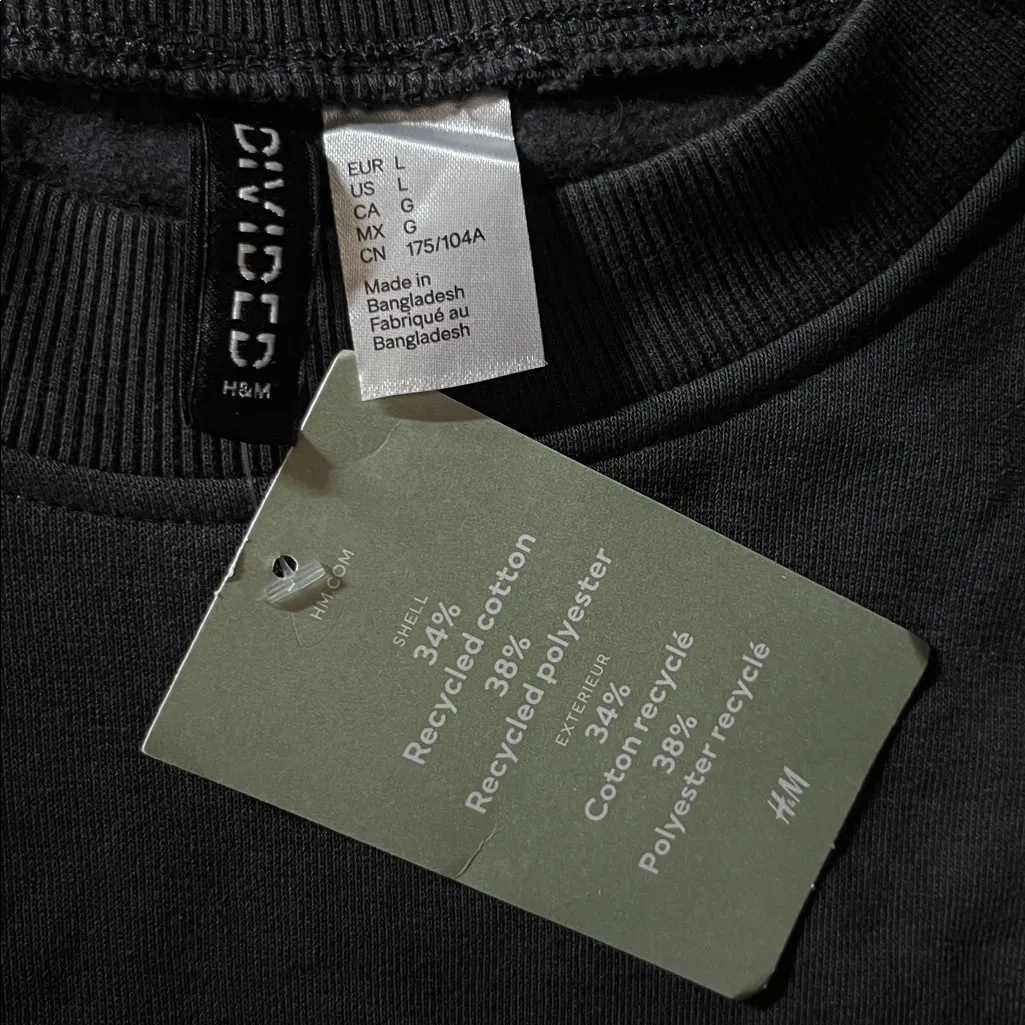 DIVIDED
H&M
EUR L
US L
CA G
MX G
CN 175/104A
Made in
Bangladesh
Fabriqué au
Bangladesh
HM.COM
SHELL
34%
Recycled cotton
38%
Recycled polyester
EXTERIEUR
34%
Coton recyclé
38%
Polyester recyclé
H&M